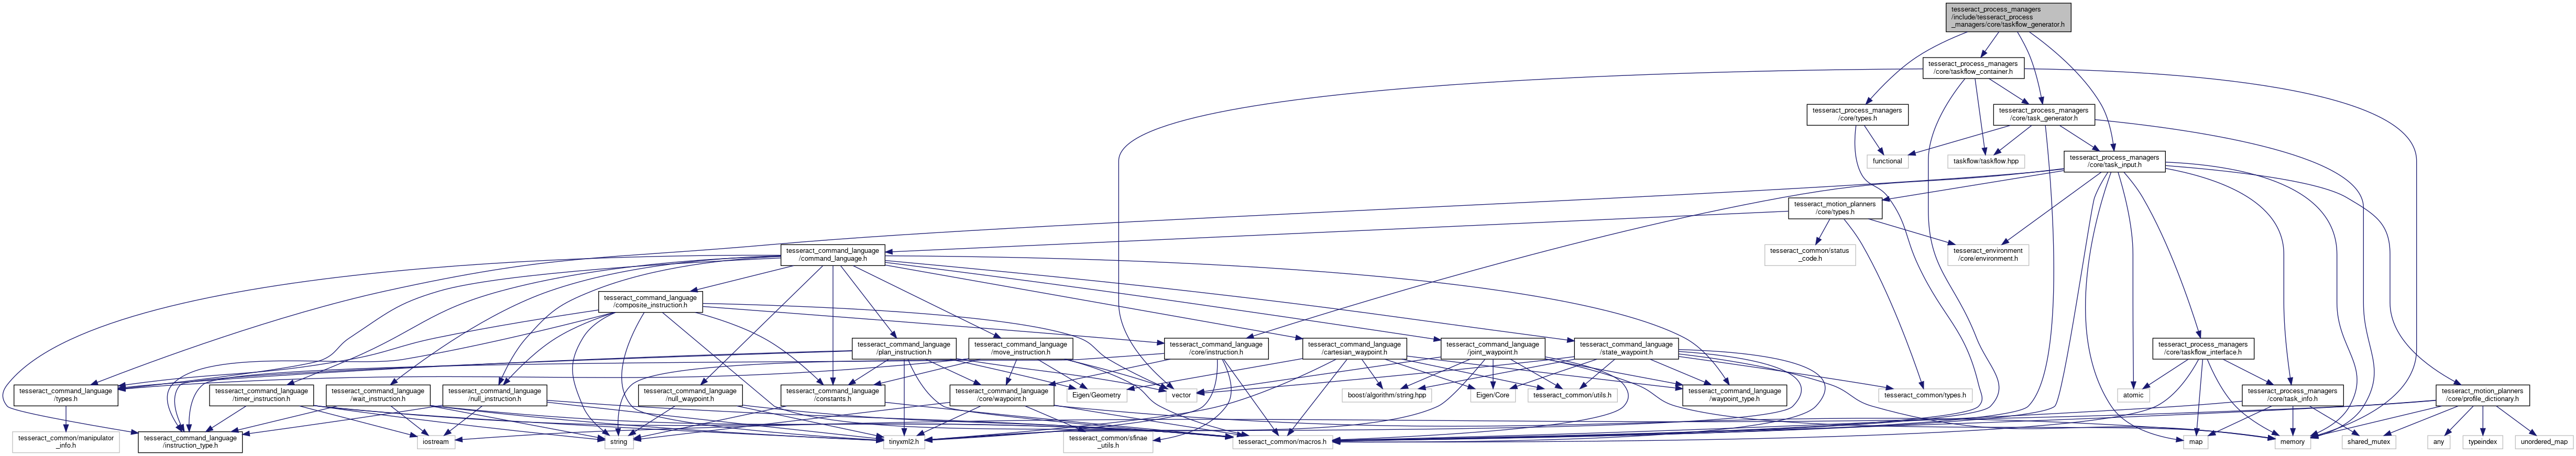 tesseract_process_managers
/include/tesseract_process
_managers/core/taskflow_generator.h
tesseract_process_managers
/core/taskflow_container.h
tesseract_process_managers
/core/types.h
tesseract_process_managers
/core/task_generator.h
functional
taskflow/taskflow.hpp
tesseract_process_managers
/core/task_input.h
tesseract_motion_planners
/core/types.h
tesseract_command_language
/command_language.h
tesseract_common/status
_code.h
tesseract_environment
/core/environment.h
tesseract_command_language
/composite_instruction.h
tesseract_command_language
/plan_instruction.h
tesseract_command_language
/move_instruction.h
tesseract_command_language
/core/instruction.h
tesseract_command_language
/cartesian_waypoint.h
tesseract_command_language
/joint_waypoint.h
tesseract_command_language
/state_waypoint.h
tesseract_process_managers
/core/taskflow_interface.h
tesseract_command_language
/types.h
tesseract_command_language
/timer_instruction.h
tesseract_command_language
/wait_instruction.h
tesseract_command_language
/null_instruction.h
tesseract_command_language
/null_waypoint.h
tesseract_command_language
/constants.h
tesseract_command_language
/core/waypoint.h
Eigen/Geometry
vector
boost/algorithm/string.hpp
Eigen/Core
tesseract_common/utils.h
tesseract_command_language
/waypoint_type.h
tesseract_common/types.h
atomic
tesseract_process_managers
/core/task_info.h
tesseract_motion_planners
/core/profile_dictionary.h
tesseract_common/manipulator
_info.h
tesseract_command_language
/instruction_type.h
iostream
string
tinyxml2.h
tesseract_common/sfinae
_utils.h
tesseract_common/macros.h
map
memory
shared_mutex
any
typeindex
unordered_map